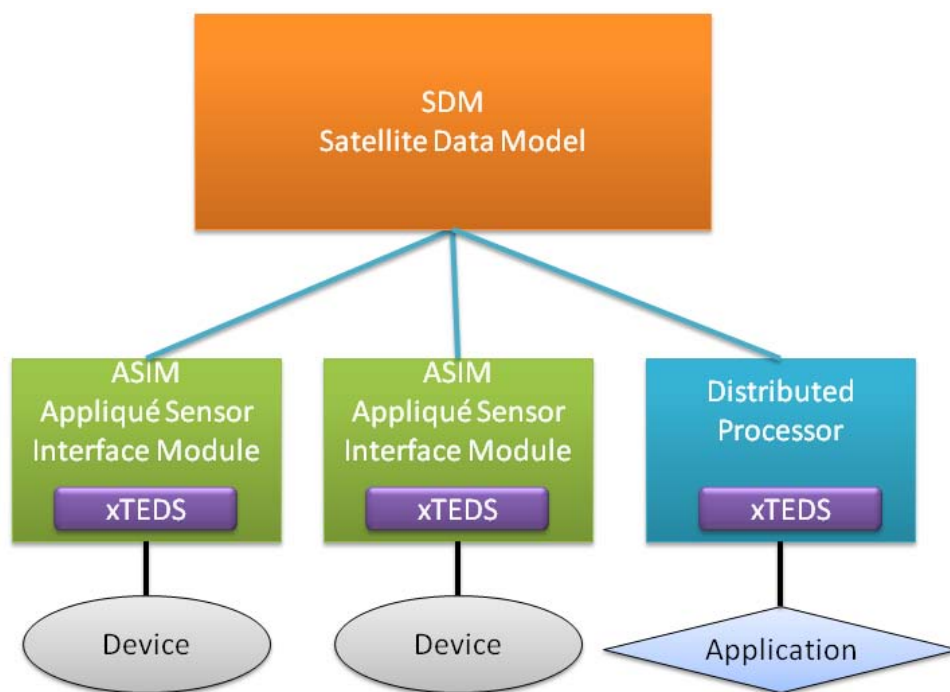 SDM
Satellite Data Model
ASIM
Appliqué Sensor
Interface Module
xTEDS
Device
ASIM
Appliqué Sensor
Interface Module
xTEDS
Device
Distributed
Processor
xTEDS
Application